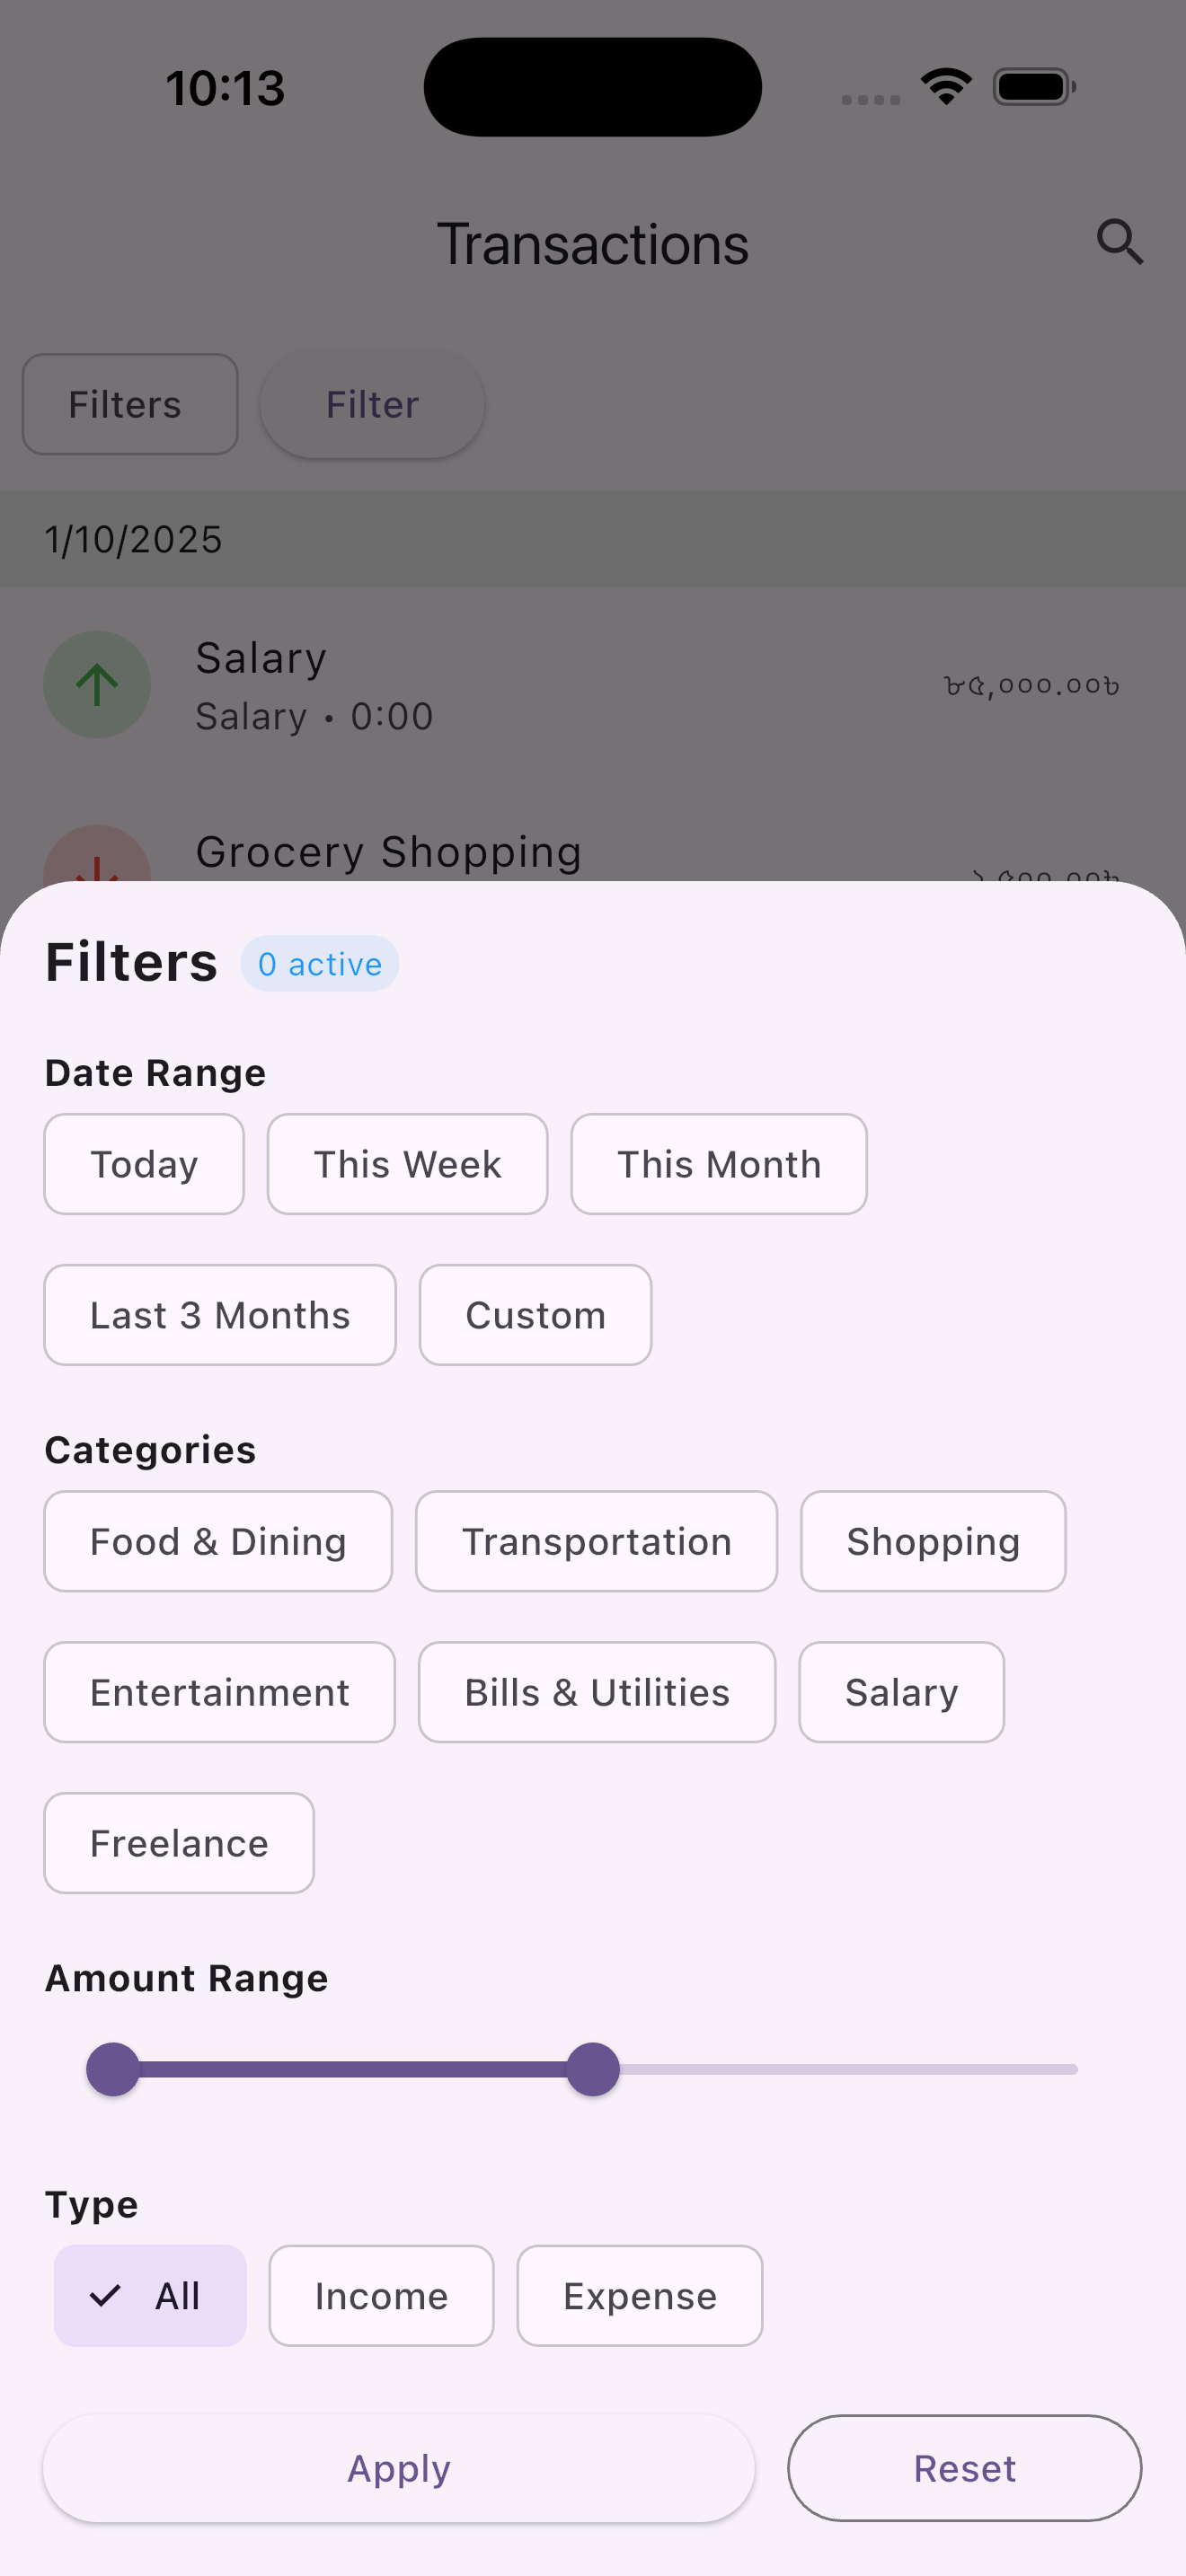 10:13
Transactions
Filters Filter
1/10/2025
Salary
Salary • 0:00
৮৫,০০০.০০৳
Grocery Shopping
Filters 0 active
Date Range
Today This Week This Month
Last 3 Months Custom
Categories
Food & Dining Transportation Shopping
Entertainment Bills & Utilities Salary
Freelance
Amount Range
Type
All Income Expense
Apply Reset